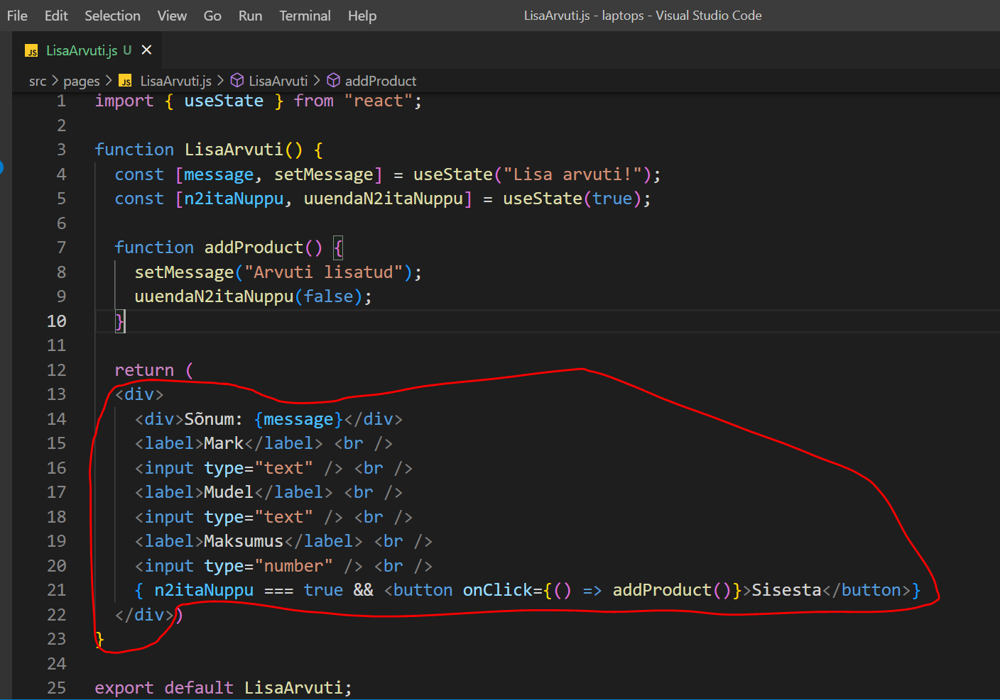 File Edit Selection View Go Run Terminal Help LisaArvuti.js - laptops - Visual Studio Code
JS LisaArvuti.js U
src > pages > JS LisaArvuti.js > LisaArvuti > addProduct
1 import { useState } from "react";
2
3 function LisaArvuti() {
4 const [message, setMessage] = useState("Lisa arvuti!");
5 const [n2itaNuppu, uuendaN2itaNuppu] = useState(true);
6
7 function addProduct() {
8 setMessage("Arvuti lisatud");
9 uuendaN2itaNuppu(false);
10 }
11
12 return (
13 <div>
14 <div>Sõnum: {message}</div>
15 <label>Mark</label> <br />
16 <input type="text" /> <br />
17 <label>Mudel</label> <br />
18 <input type="text" /> <br />
19 <label>Maksumus</label> <br />
20 <input type="number" /> <br />
21 { n2itaNuppu === true && <button onClick={() => addProduct()}>Sisesta</button>}
22 </div>)
23 }
24
25 export default LisaArvuti;